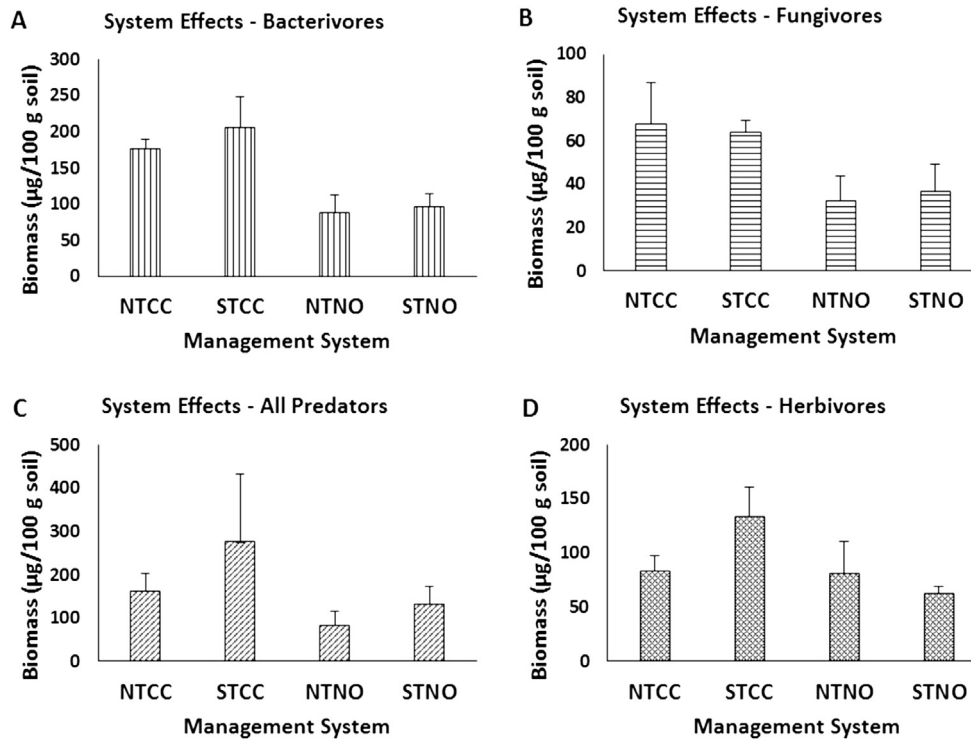 A
System Effects - Bacterivores
Biomass (µg/100 g soil)
300
250
200
150
100
50
0
NTCC STCC NTNO STNO
Management System
B
System Effects - Fungivores
Biomass (µg/100 g soil)
100
80
60
40
20
0
NTCC STCC NTNO STNO
Management System
C
System Effects - All Predators
Biomass (µg/100 g soil)
500
400
300
200
100
0
NTCC STCC NTNO STNO
Management System
D
System Effects - Herbivores
Biomass (µg/100 g soil)
200
150
100
50
0
NTCC STCC NTNO STNO
Management System